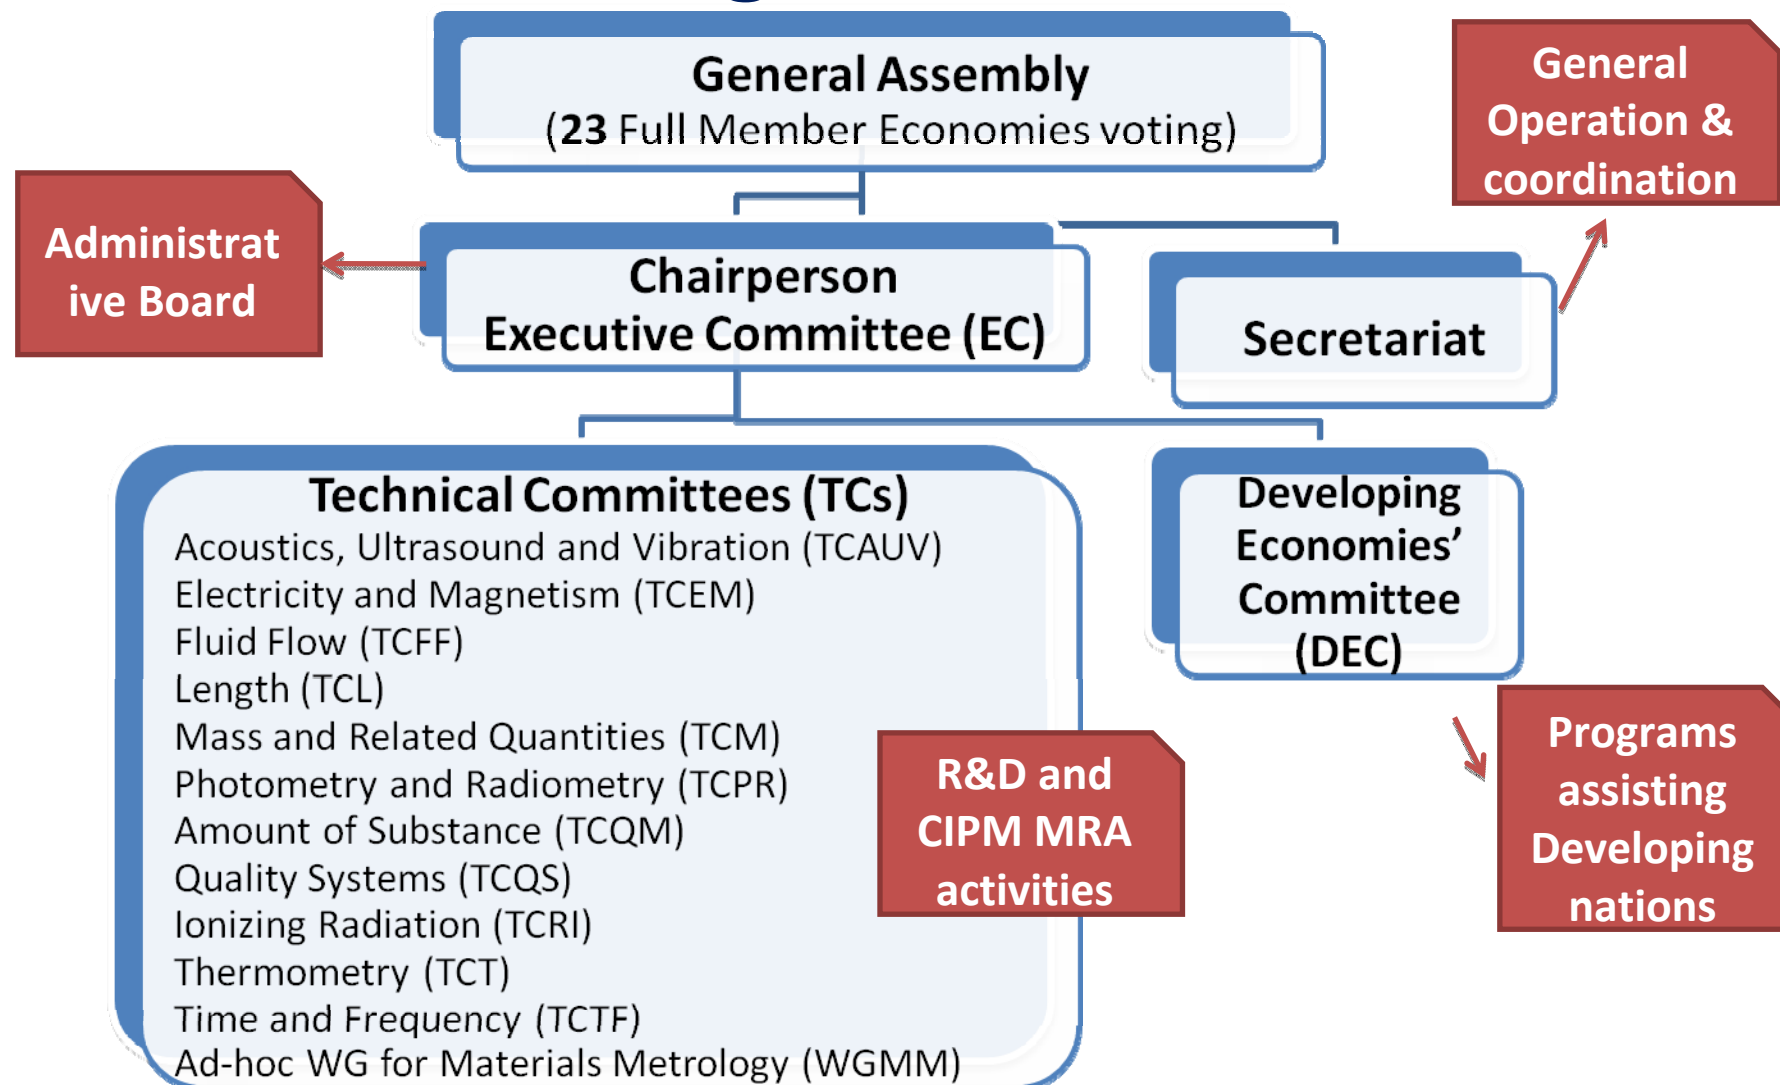 General Assembly
(23 Full Member Economies voting)
General
Operation &
coordination
Administrat
ive Board
Chairperson
Executive Committee (EC)
Secretariat
Technical Committees (TCs)
Acoustics, Ultrasound and Vibration (TCAUV)
Electricity and Magnetism (TCEM)
Fluid Flow (TCFF)
Length (TCL)
Mass and Related Quantities (TCM)
Photometry and Radiometry (TCPR)
Amount of Substance (TCQM)
Quality Systems (TCQS)
Ionizing Radiation (TCRI)
Thermometry (TCT)
Time and Frequency (TCTF)
Ad-hoc WG for Materials Metrology (WGMM)
R&D and
CIPM MRA
activities
Developing
Economies’
Committee
(DEC)
Programs
assisting
Developing
nations